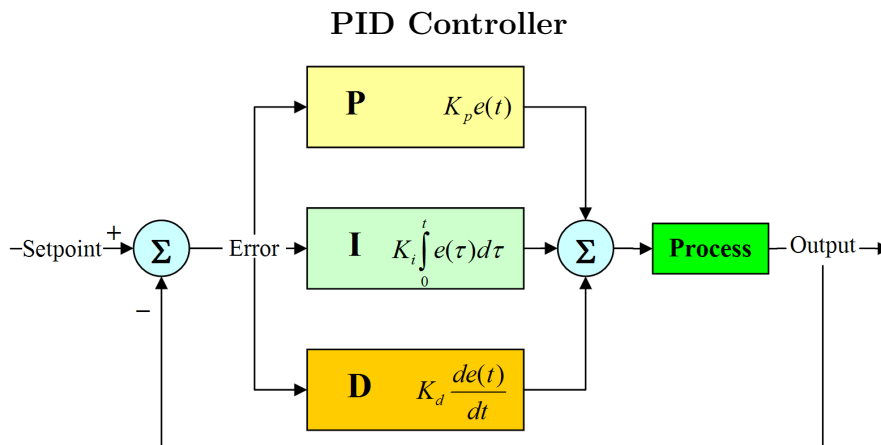 PID Controller
P K_p e(t)
+
–Setpoint Σ Error I K_i ∫_0^t e(τ)dτ Σ Process Output
–
D K_d de(t)/dt